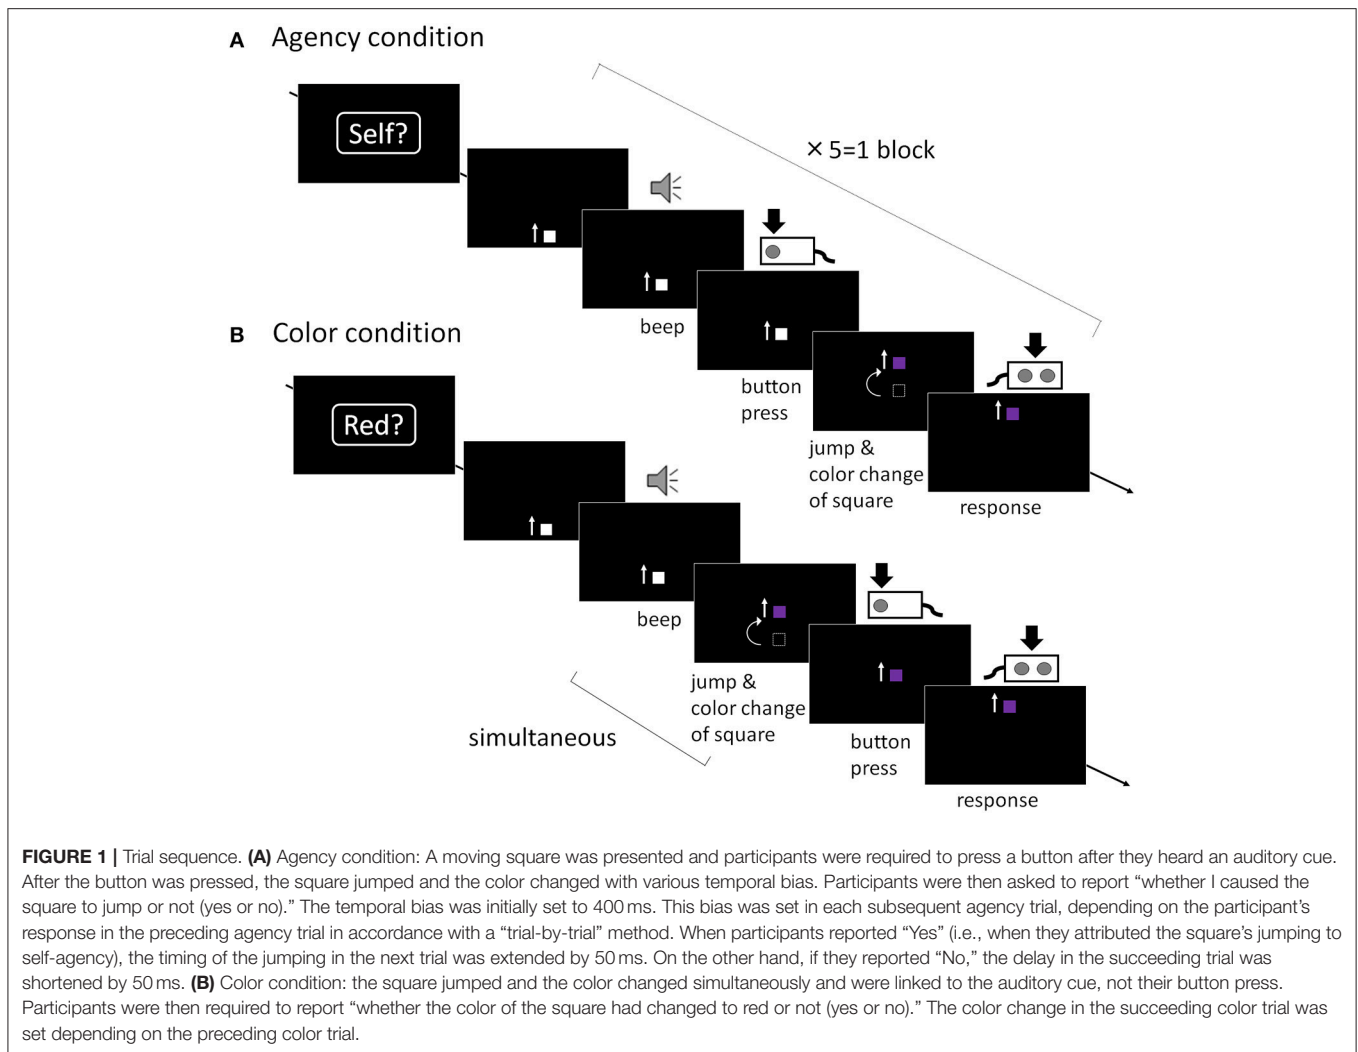 A Agency condition
Self?
× 5=1 block
beep
button
press
jump &
color change
of square
response
B Color condition
Red?
beep
simultaneous
jump &
color change
of square
button
press
response
FIGURE 1 | Trial sequence. (A) Agency condition: A moving square was presented and participants were required to press a button after they heard an auditory cue.
After the button was pressed, the square jumped and the color changed with various temporal bias. Participants were then asked to report “whether I caused the
square to jump or not (yes or no).” The temporal bias was initially set to 400 ms. This bias was set in each subsequent agency trial, depending on the participant’s
response in the preceding agency trial in accordance with a “trial-by-trial” method. When participants reported “Yes” (i.e., when they attributed the square’s jumping to
self-agency), the timing of the jumping in the next trial was extended by 50 ms. On the other hand, if they reported “No,” the delay in the succeeding trial was
shortened by 50 ms. (B) Color condition: the square jumped and the color changed simultaneously and were linked to the auditory cue, not their button press.
Participants were then required to report “whether the color of the square had changed to red or not (yes or no).” The color change in the succeeding color trial was
set depending on the preceding color trial.